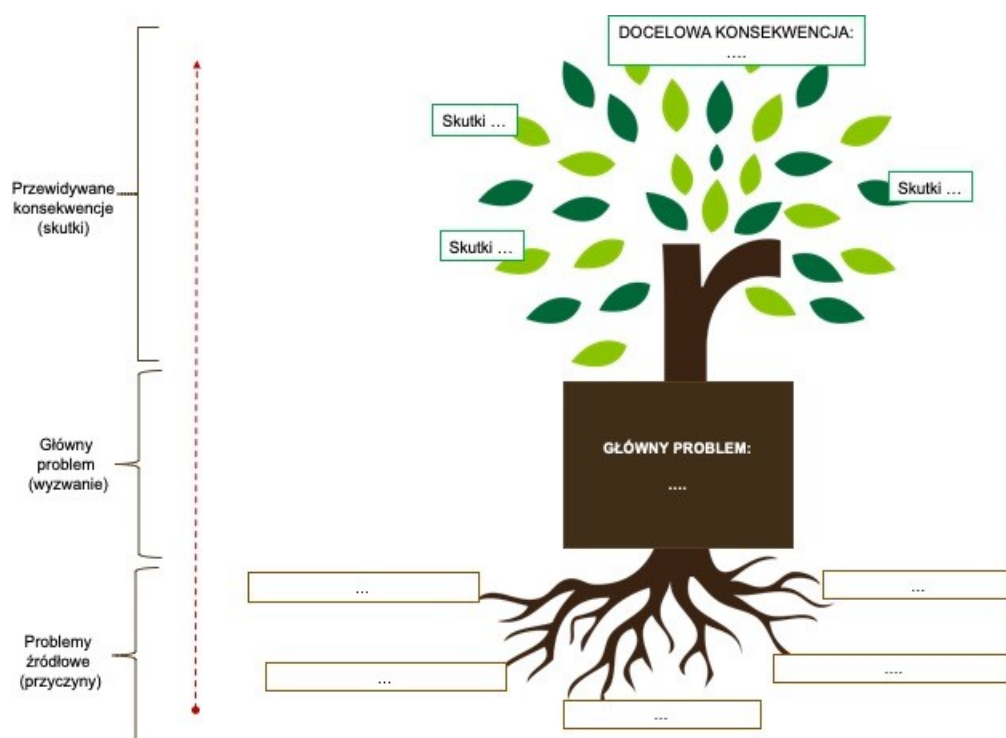 DOCELOWA KONSEKWENCJA:
....
Skutki ...
Skutki ...
Skutki ...
Przewidywane
konsekwencje
(skutki)
Główny
problem
(wyzwanie)
GŁÓWNY PROBLEM:
....
...
...
Problemy
źródłowe
(przyczyny)
...
....
...